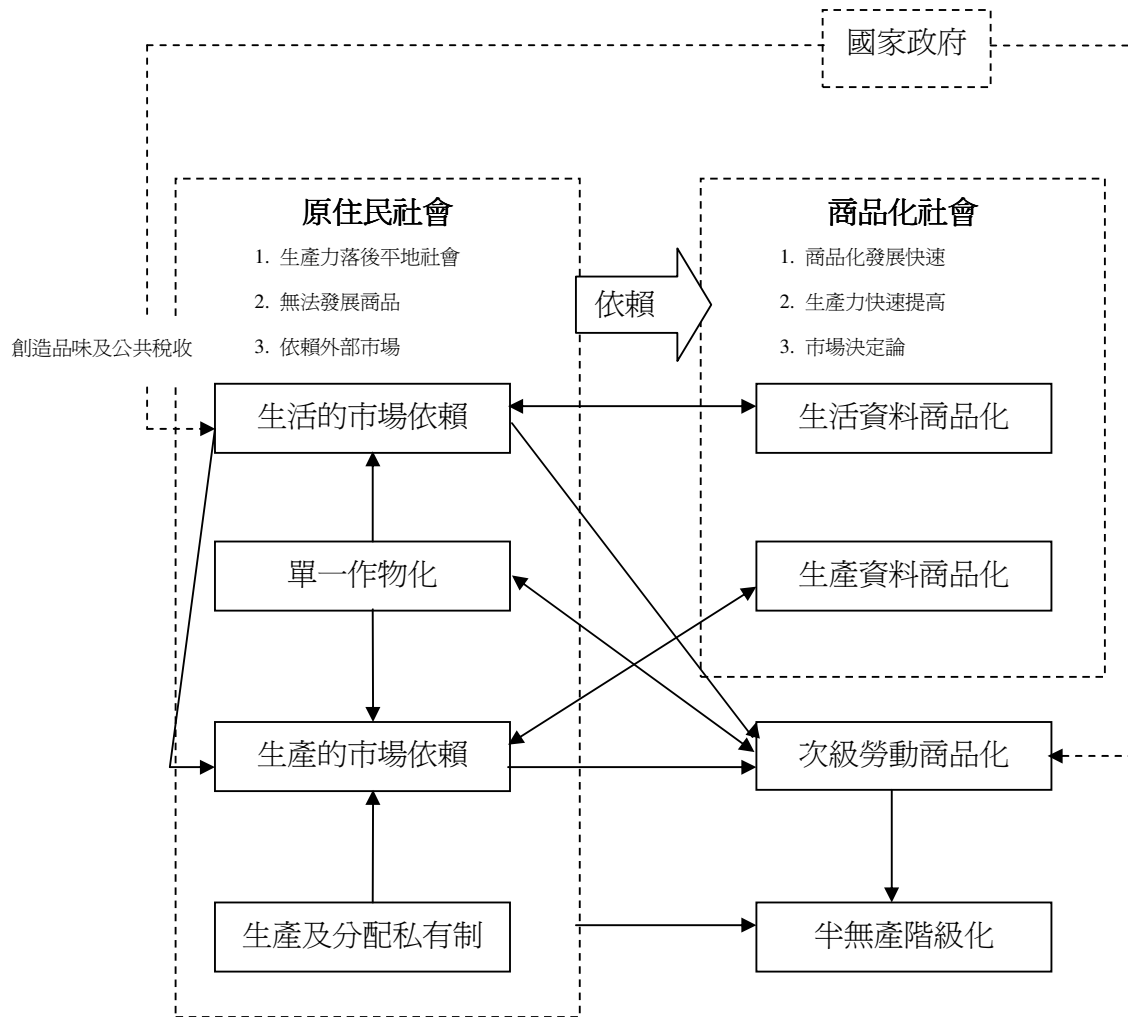 國家政府
原住民社會
1. 生產力落後平地社會
2. 無法發展商品
3. 依賴外部市場
依賴
商品化社會
1. 商品化發展快速
2. 生產力快速提高
3. 市場決定論
創造品味及公共稅收
生活的市場依賴
生活資料商品化
單一作物化
生產資料商品化
生產的市場依賴
次級勞動商品化
生產及分配私有制
半無產階級化